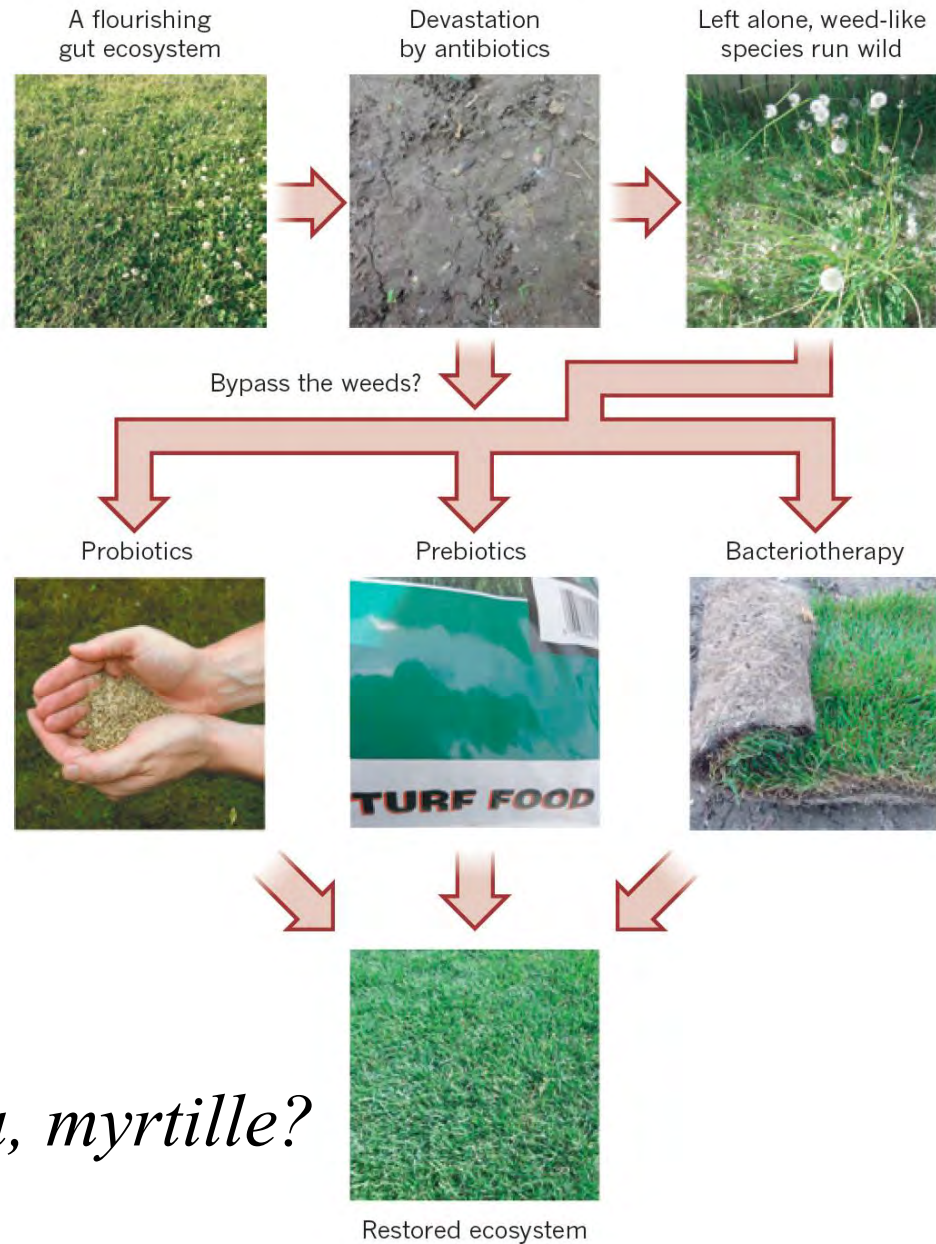 A flourishing
gut ecosystem
Devastation
by antibiotics
Left alone, weed-like
species run wild
Bypass the weeds?
Probiotics
Prebiotics
Bacteriotherapy
TURF FOOD
, myrtille?
Restored ecosystem